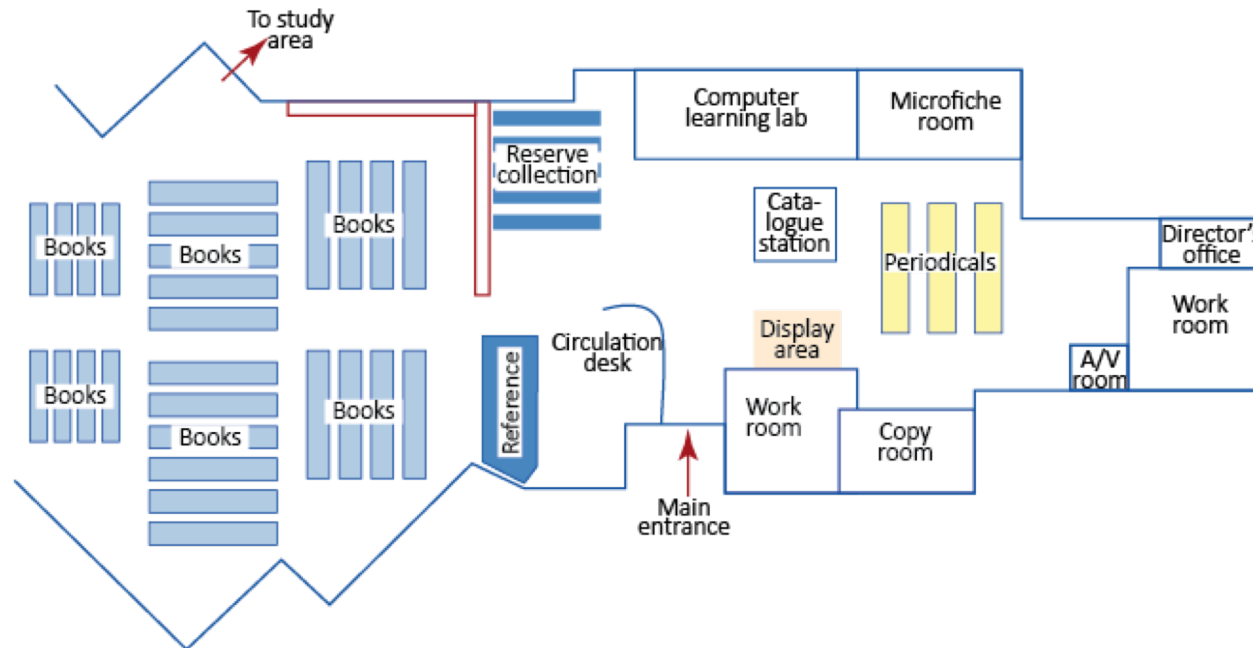 To study
area
Computer
learning lab
Microfiche
room
Reserve
collection
Books
Books
Books
Cata-
logue
station
Periodicals
Director's
office
Work
room
Circulation
desk
Display
area
A/V
room
Books
Books
Books
Reference
Work
room
Copy
room
Main
entrance